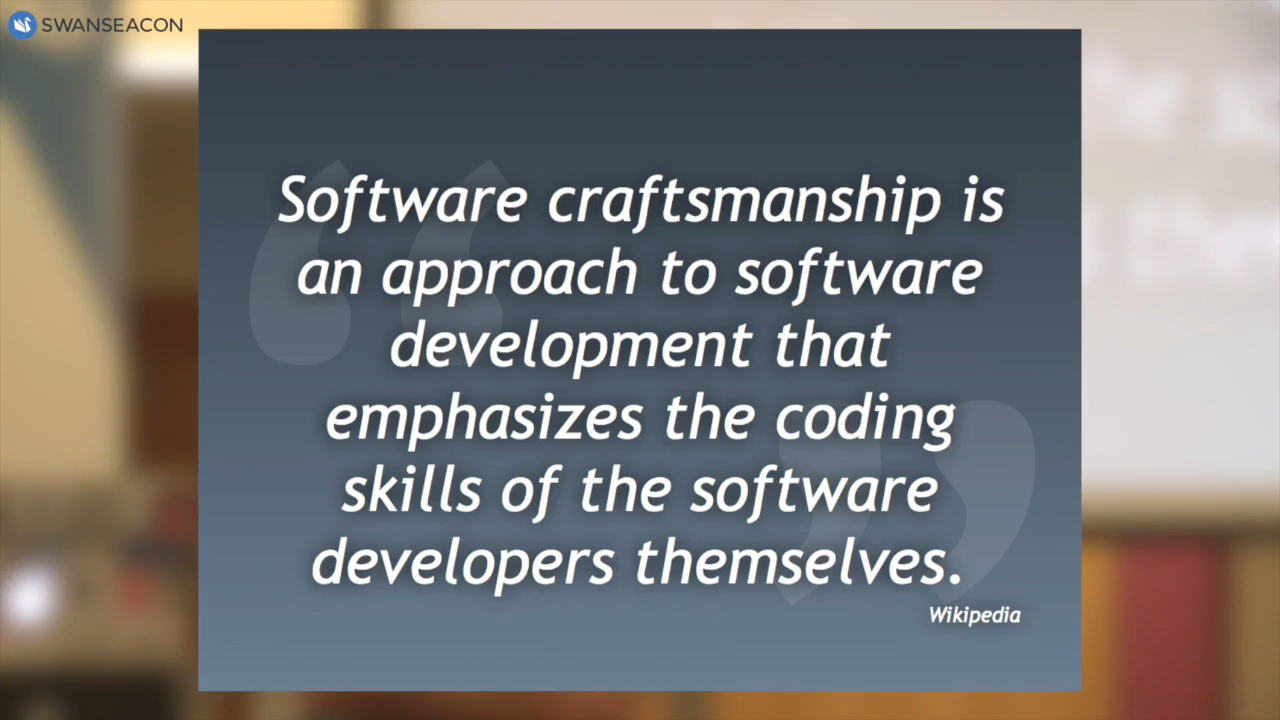 SWANSEACON
Software craftsmanship is
an approach to software
development that
emphasizes the coding
skills of the software
developers themselves.
Wikipedia